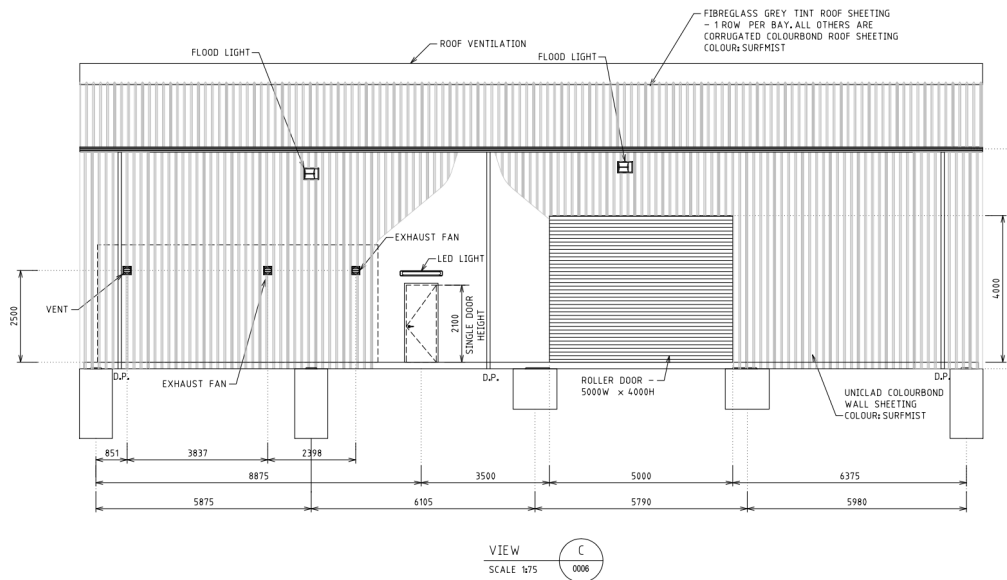 FIBREGLASS GREY TINT ROOF SHEETING
- 1 ROW PER BAY. ALL OTHERS ARE
CORRUGATED COLOURBOND ROOF SHEETING
COLOUR: SURFMIST
ROOF VENTILATION
FLOOD LIGHT
FLOOD LIGHT
EXHAUST FAN
LED LIGHT
VENT
2500
2100
SINGLE DOOR
HEIGHT
4000
EXHAUST FAN
D.P.
D.P.
D.P.
ROLLER DOOR -
5000W x 4000H
UNICLAD COLOURBOND
WALL SHEETING
COLOUR: SURFMIST
851
3837
2398
8875
3500
5000
6375
5875
6105
5790
5980
VIEW
C
SCALE 1:75
0006